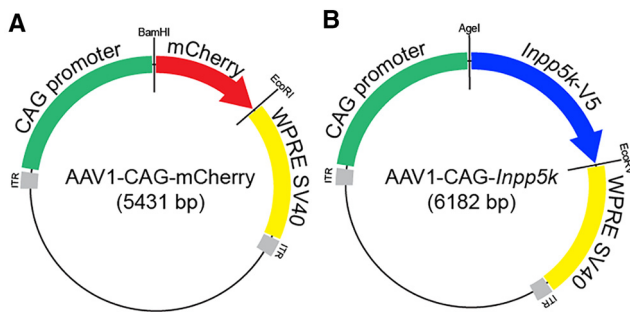 A
BamHI
CAG promoter
mCherry
EcoRI
WPRE SV40
ITR
ITR
AAV1-CAG-mCherry
(5431 bp)
B
AgeI
CAG promoter
Inpp5k-V5
EcoRV
WPRE SV40
ITR
ITR
AAV1-CAG-Inpp5k
(6182 bp)